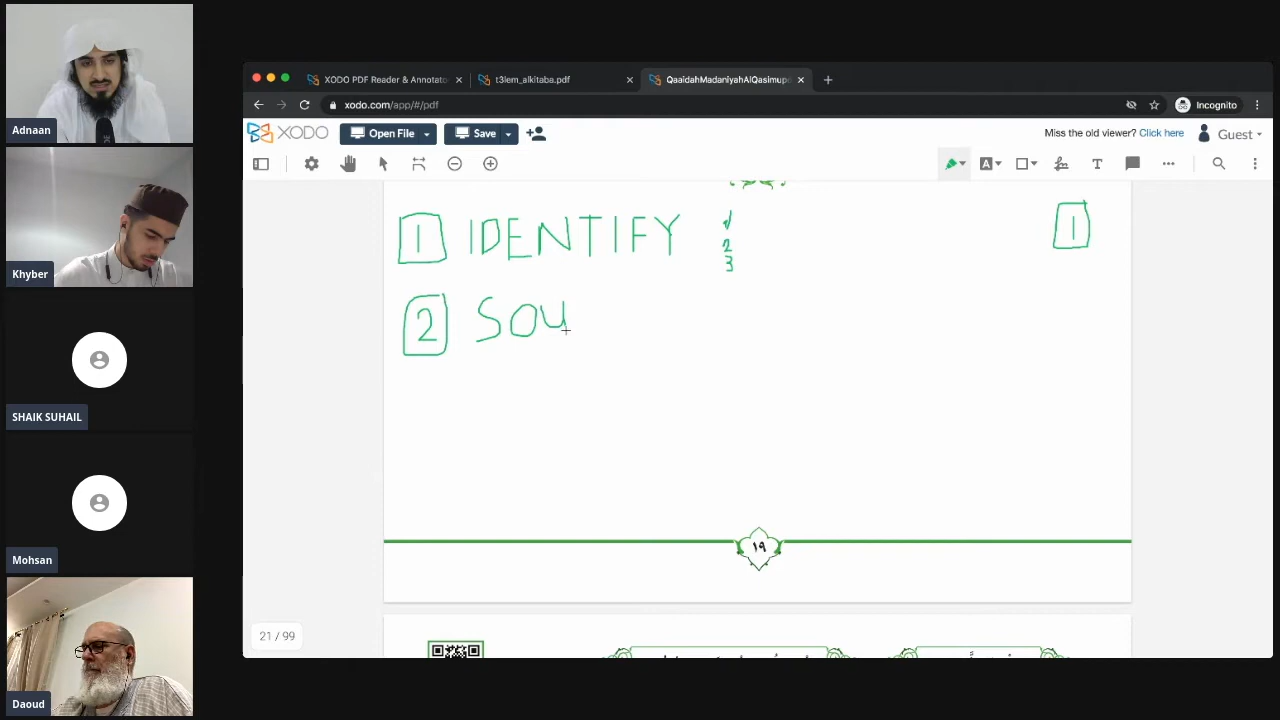 Adnaan
Khyber
SHAIK SUHAIL
Mohsan
Daoud
XODO PDF Reader & Annotato
t3lem_alkitaba.pdf
QaaidahMadaniyahAlQasimupd
xodo.com/app/#/pdf
Incognito
XODO
Open File
Save
Miss the old viewer? Click here
Guest
A
T
1 IDENTIFY
1
2
3
1
2 SOU
١٩
21 / 99